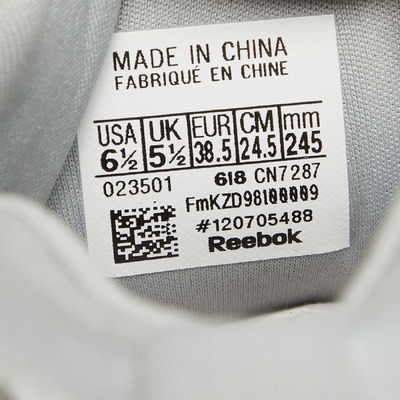 MADE IN CHINA
FABRIQUÉ EN CHINE
USA UK EUR CM mm
6½ 5½ 38.5 24.5 245
023501 618 CN7287
FmKZD98100009
#120705488
Reebok